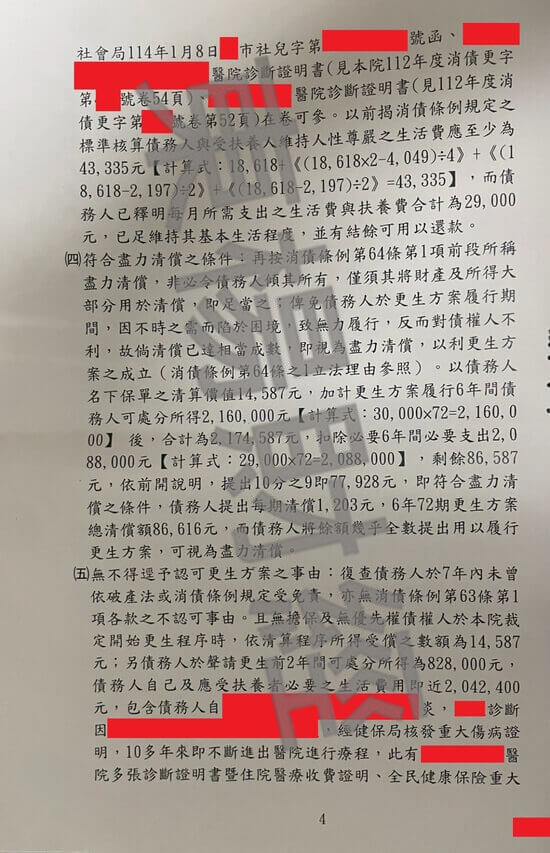 社會局114年1月8日 市社兒字第 號函、
醫院診斷證明書(見本院112年度消債更字
第 號卷54頁)、 醫院診斷證明書(見112年度消
債更字第 號卷第52頁)在卷可參。以前揭消債條例規定之
標準核算債務人與受扶養人維持人性尊嚴之生活費應至少為
43,335元【計算式：18,618+《(18,618×2-4,049)÷4》+《(1
8,618-2,197)÷2》+《(18,618-2,197)÷2》=43,335】，而債
務人已釋明每月所需支出之生活費與扶養費合計為29,000
元，已足維持其基本生活程度，並有結餘可用以還款。
㈣符合盡力清償之條件：再按消債條例第64條第1項前段所稱
盡力清償，非必令債務人傾其所有，僅須其將財產及所得大
部分用於清償，即足當之；俾免債務人於更生方案履行期
間，因不時之需而陷於困境，致無力履行，反而對債權人不
利，故倘清償已達相當成數，即視為盡力清償，以利更生方
案之成立（消債條例第64條之1立法理由參照）。以債務人
名下保單之清算價值14,587元，加計更生方案履行6年間債
務人可處分所得2,160,000元【計算式：30,000x72=2,160,0
00】 後，合計為2,174,587元，扣除必要6年間必要支出2,0
88,000元【計算式：29,000x72=2,088,000】，剩餘86,587
元，依前開說明，提出10分之9即77,928元，即符合盡力清
償之條件，債務人提出每期清償1,203元，6年72期更生方案
總清償額86,616元，而債務人將餘額幾乎全數提出用以履行
更生方案，可視為盡力清償。
㈤無不得逕予認可更生方案之事由：復查債務人於7年內未曾
依破產法或消債條例規定受免責，亦無消債條例第63條第1
項各款之不認可事由。且無擔保及無優先權債權人於本院裁
定開始更生程序時，依清算程序所得受償之數額為14,587
元；另債務人於聲請更生前2年間可處分所得為828,000元，
債務人自己及應受扶養者必要之生活費用即近2,042,400
元，包含債務人自 炎， 診斷
因 ，經健保局核發重大傷病證
明，10多年來即不斷進出醫院進行療程，此有 醫
院多張診斷證明書暨住院醫療收費證明、全民健康保險重大
4